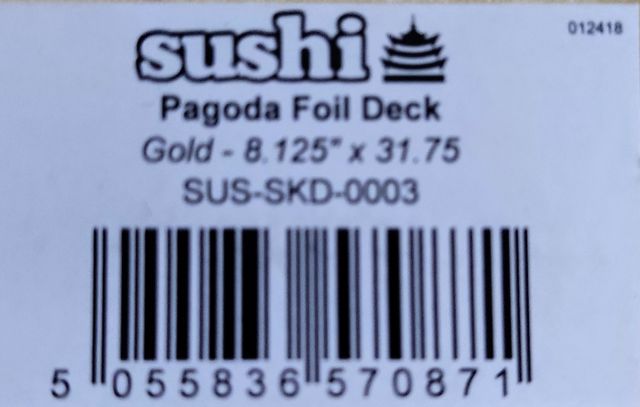 sushi
012418
Pagoda Foil Deck
Gold - 8.125" x 31.75
SUS-SKD-0003
5 055836 570871